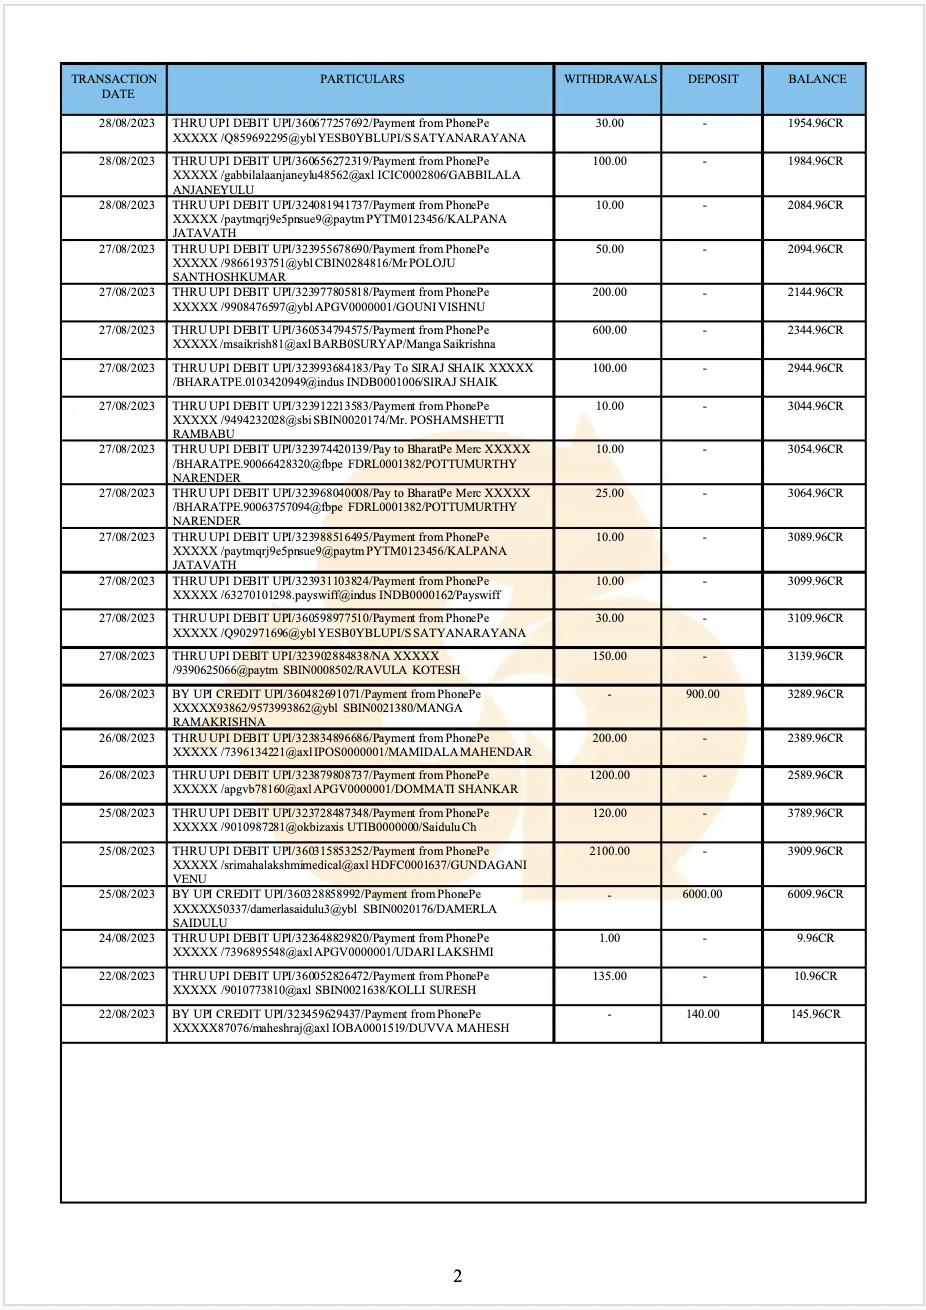 TRANSACTION DATE PARTICULARS WITHDRAWALS DEPOSIT BALANCE
28/08/2023 THRU UPI DEBIT UPI/360677257692/Payment from PhonePe 30.00 - 1954.96CR
XXXXX /Q859692295@ybl YESB0YBLUPI/S SATYANARAYANA
28/08/2023 THRU UPI DEBIT UPI/360656272319/Payment from PhonePe 100.00 - 1984.96CR
XXXXX /gabbilalaanjaneylu48562@axl ICIC0002806/GABBILALA
ANJANEYULU
28/08/2023 THRU UPI DEBIT UPI/324081941737/Payment from PhonePe 10.00 - 2084.96CR
XXXXX /paytmqrj9e5pnsue9@paytm PYTM0123456/KALPANA
JATAVATH
27/08/2023 THRU UPI DEBIT UPI/323955678690/Payment from PhonePe 50.00 - 2094.96CR
XXXXX /9866193751@ybl CBIN0284816/Mr POLOJU
SANTHOSHKUMAR
27/08/2023 THRU UPI DEBIT UPI/323977805818/Payment from PhonePe 200.00 - 2144.96CR
XXXXX /9908476597@ybl APGV0000001/GOUNI VISHNU
27/08/2023 THRU UPI DEBIT UPI/360534794575/Payment from PhonePe 600.00 - 2344.96CR
XXXXX /msaikrish81@axl BARB0SURYAP/Manga Saikrishna
27/08/2023 THRU UPI DEBIT UPI/323993684183/Pay To SIRAJ SHAIK XXXXX 100.00 - 2944.96CR
/BHARATPE.0103420949@indus INDB0001006/SIRAJ SHAIK
27/08/2023 THRU UPI DEBIT UPI/323912213583/Payment from PhonePe 10.00 - 3044.96CR
XXXXX /9494232028@sbi SBIN0020174/Mr. POSHAMSHETTI
RAMBABU
27/08/2023 THRU UPI DEBIT UPI/323974420139/Pay to BharatPe Merc XXXXX 10.00 - 3054.96CR
/BHARATPE.90066428320@fbpe FDRL0001382/POTTUMURTHY
NARENDER
27/08/2023 THRU UPI DEBIT UPI/323968040008/Pay to BharatPe Merc XXXXX 25.00 - 3064.96CR
/BHARATPE.90063757094@fbpe FDRL0001382/POTTUMURTHY
NARENDER
27/08/2023 THRU UPI DEBIT UPI/323988516495/Payment from PhonePe 10.00 - 3089.96CR
XXXXX /paytmqrj9e5pnsue9@paytm PYTM0123456/KALPANA
JATAVATH
27/08/2023 THRU UPI DEBIT UPI/323931103824/Payment from PhonePe 10.00 - 3099.96CR
XXXXX /63270101298.payswiff@indus INDB0000162/Payswiff
27/08/2023 THRU UPI DEBIT UPI/360598977510/Payment from PhonePe 30.00 - 3109.96CR
XXXXX /Q902971696@ybl YESB0YBLUPI/S SATYANARAYANA
27/08/2023 THRU UPI DEBIT UPI/323902884838/NA XXXXX 150.00 - 3139.96CR
/9390625066@paytm SBIN0008502/RAVULA KOTESH
26/08/2023 BY UPI CREDIT UPI/360482691071/Payment from PhonePe - 900.00 3289.96CR
XXXXX93862/9573993862@ybl SBIN0021380/MANGA
RAMAKRISHNA
26/08/2023 THRU UPI DEBIT UPI/323834896686/Payment from PhonePe 200.00 - 2389.96CR
XXXXX /7396134221@axl IPOS0000001/MAMIDALA MAHENDAR
26/08/2023 THRU UPI DEBIT UPI/323879808737/Payment from PhonePe 1200.00 - 2589.96CR
XXXXX /apgvb78160@axl APGV0000001/DOMMATI SHANKAR
25/08/2023 THRU UPI DEBIT UPI/323728487348/Payment from PhonePe 120.00 - 3789.96CR
XXXXX /9010987281@okbizaxis UTIB0000000/Saidulu Ch
25/08/2023 THRU UPI DEBIT UPI/360315853252/Payment from PhonePe 2100.00 - 3909.96CR
XXXXX /srimahalakshmimedical@axl HDFC0001637/GUNDAGANI
VENU
25/08/2023 BY UPI CREDIT UPI/360328858992/Payment from PhonePe - 6000.00 6009.96CR
XXXXX50337/damerlasaidulu3@ybl SBIN0020176/DAMERLA
SAIDULU
24/08/2023 THRU UPI DEBIT UPI/323648829820/Payment from PhonePe 1.00 - 9.96CR
XXXXX /7396895548@axl APGV0000001/UDARI LAKSHMI
22/08/2023 THRU UPI DEBIT UPI/360052826472/Payment from PhonePe 135.00 - 10.96CR
XXXXX /9010773810@axl SBIN0021638/KOLLI SURESH
22/08/2023 BY UPI CREDIT UPI/323459629437/Payment from PhonePe - 140.00 145.96CR
XXXXX87076/maheshraj@axl IOBA0001519/DUVVA MAHESH
2